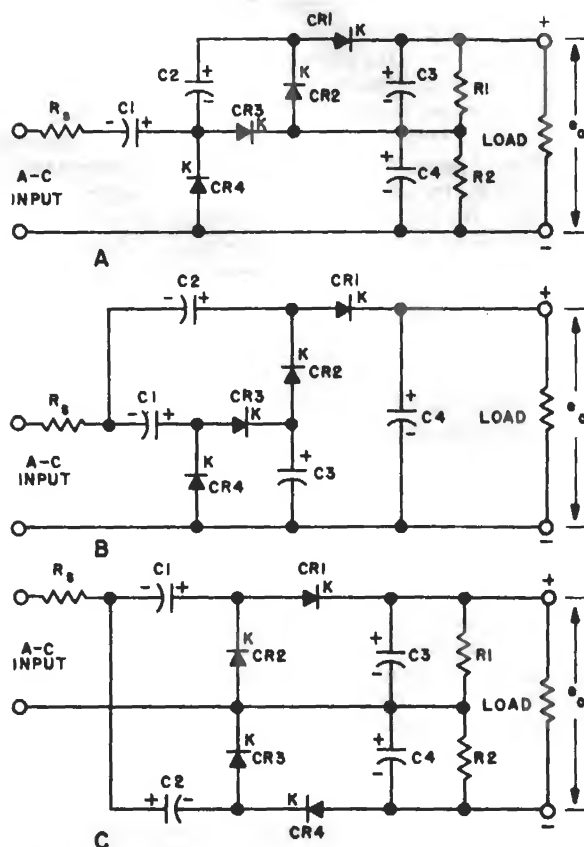 CR1 K
C2 + -
K CR2
+ - C3
R1
+
Rs
- C1 +
CR3 K
LOAD
eo
A-C
INPUT
K
CR4
+ - C4
R2
-
A
C2
- +
CR1 K
+
K
CR2
Rs
- C1 +
CR3 K
+ - C4
LOAD
eo
A-C
INPUT
K
CR4
+ - C3
-
B
Rs
C1
- +
CR1 K
+
K
CR2
+ - C3
R1
A-C
INPUT
LOAD
eo
K
CR3
+ - C4
R2
C2
+ -
K
CR4
-
C